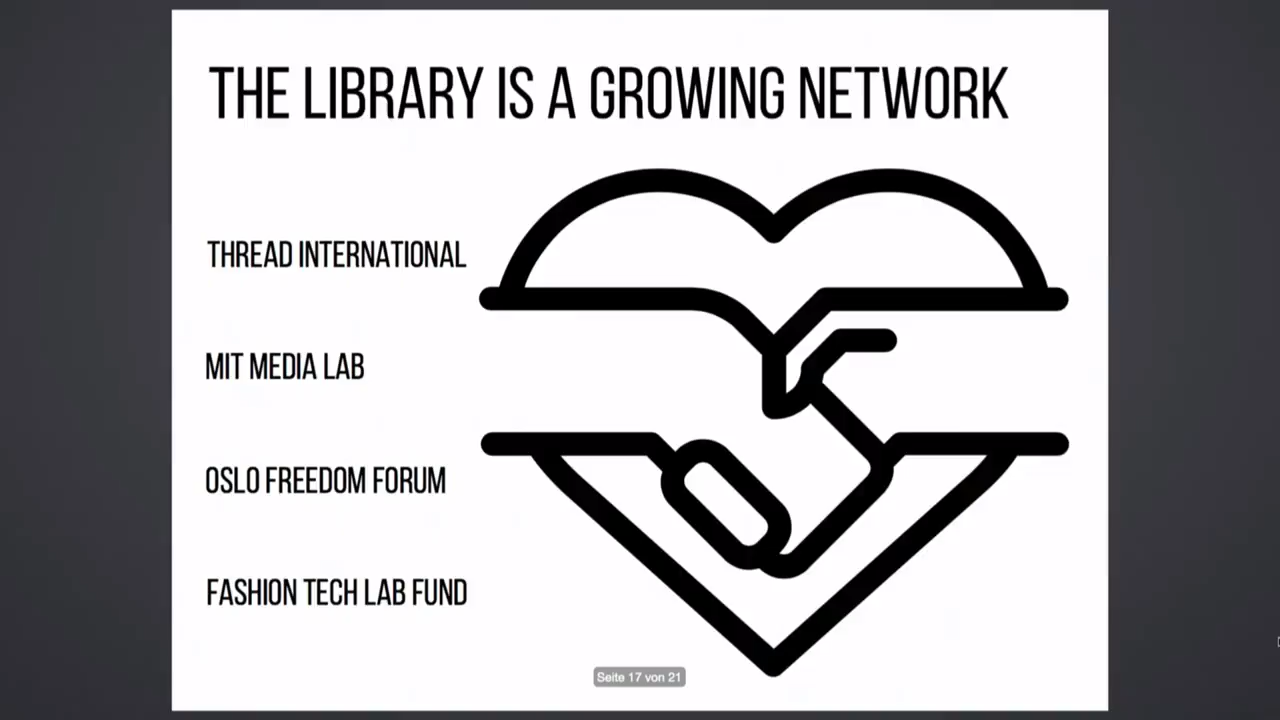 THE LIBRARY IS A GROWING NETWORK
THREAD INTERNATIONAL
MIT MEDIA LAB
OSLO FREEDOM FORUM
FASHION TECH LAB FUND
Seite 17 von 21